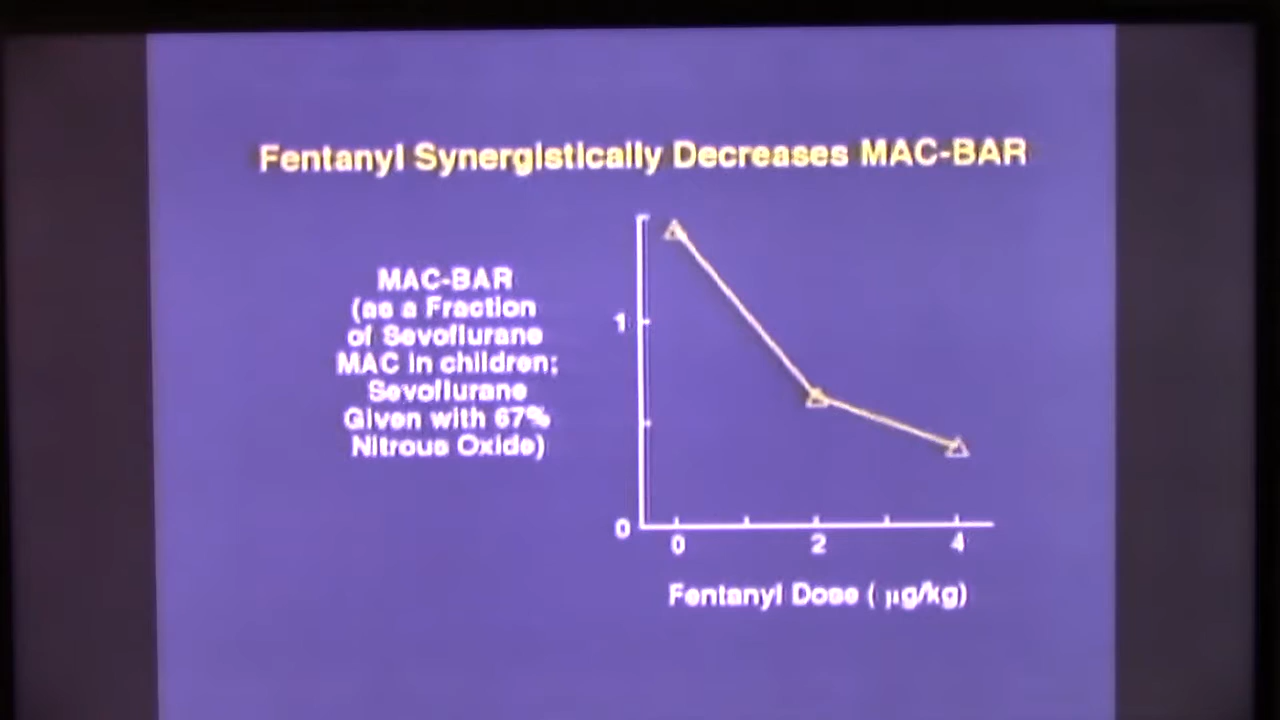 Fentanyl Synergistically Decreases MAC-BAR
MAC-BAR
(as a Fraction
of Sevoflurane
MAC in children;
Sevoflurane
Given with 67%
Nitrous Oxide)
1
0
0 2 4
Fentanyl Dose ( µg/kg)